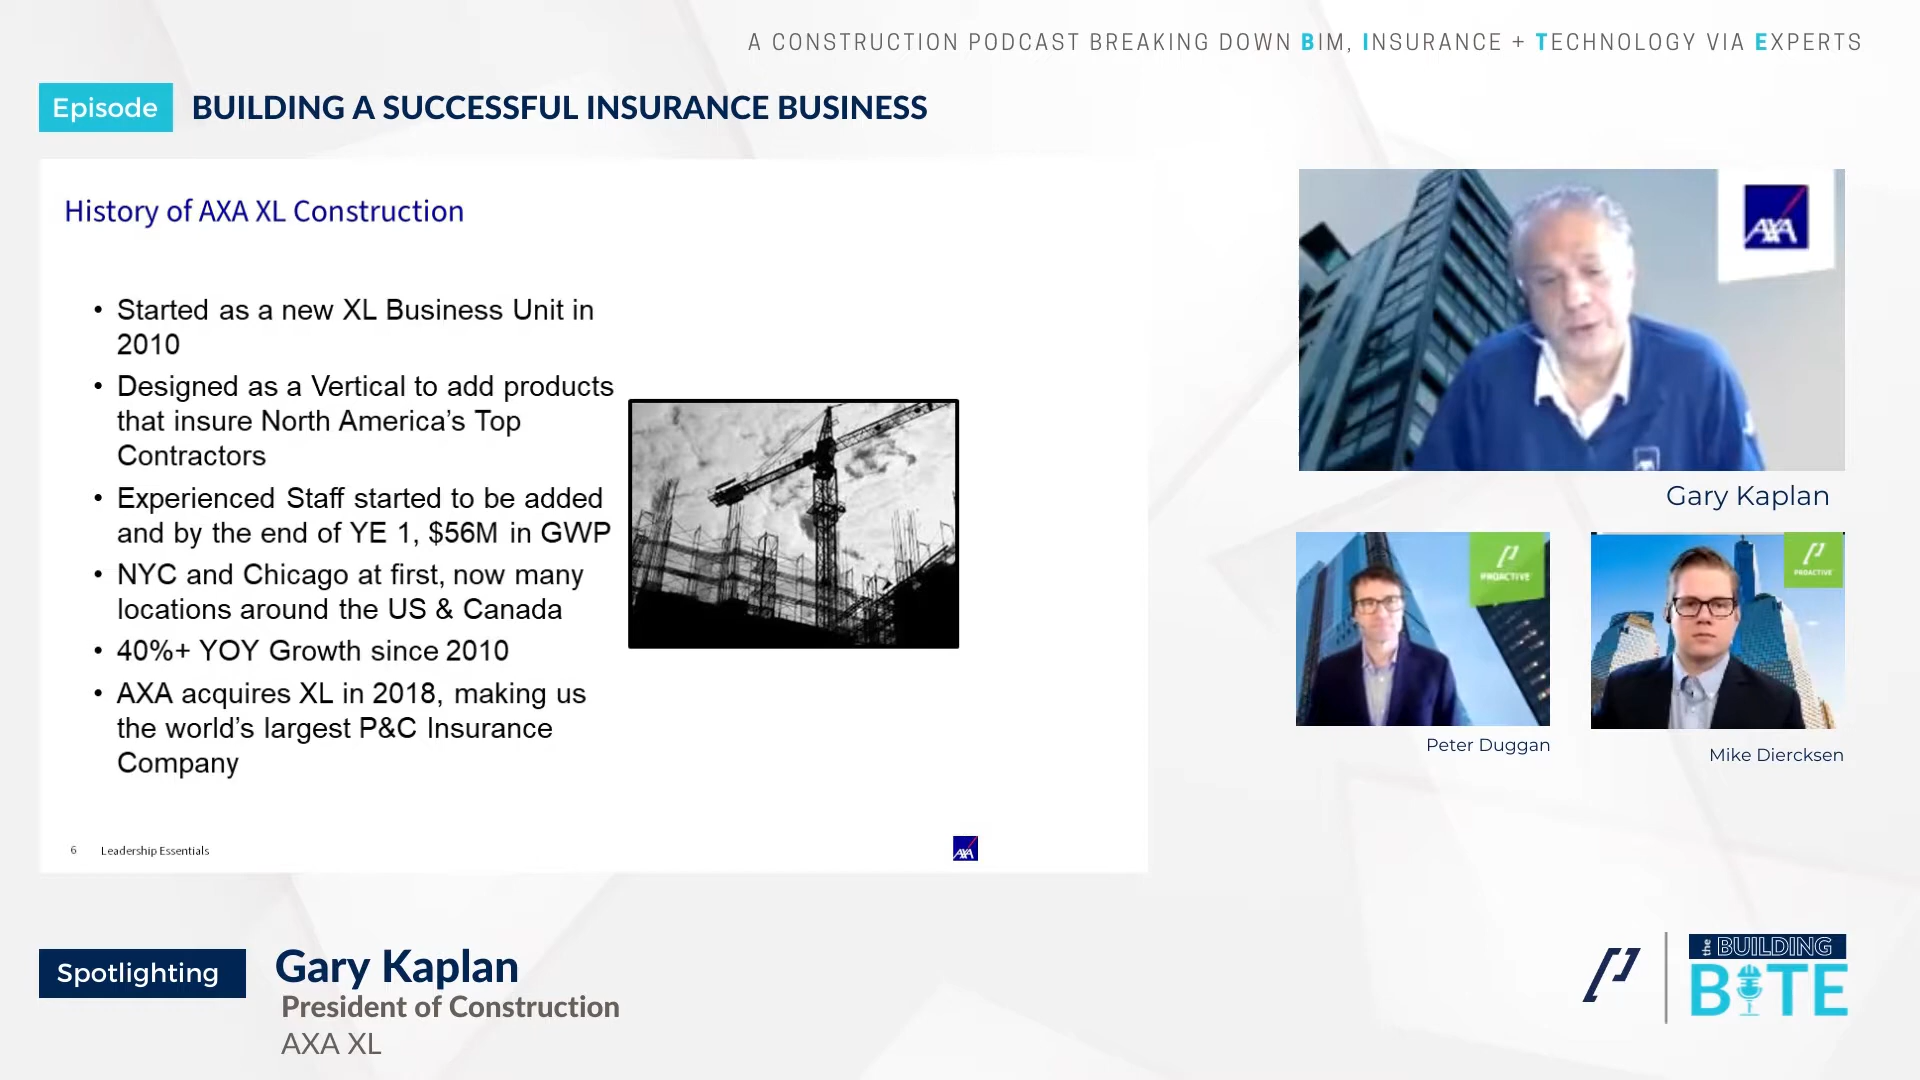 A CONSTRUCTION PODCAST BREAKING DOWN BIM, INSURANCE + TECHNOLOGY VIA EXPERTS
Episode BUILDING A SUCCESSFUL INSURANCE BUSINESS
History of AXA XL Construction
• Started as a new XL Business Unit in
2010
• Designed as a Vertical to add products
that insure North America’s Top
Contractors
• Experienced Staff started to be added
and by the end of YE 1, $56M in GWP
• NYC and Chicago at first, now many
locations around the US & Canada
• 40%+ YOY Growth since 2010
• AXA acquires XL in 2018, making us
the world’s largest P&C Insurance
Company
6 Leadership Essentials
AXA
AXA
Gary Kaplan
PROACTIVE
PROACTIVE
Peter Duggan
Mike Diercksen
Spotlighting
Gary Kaplan
President of Construction
AXA XL
the BUILDING
BITE